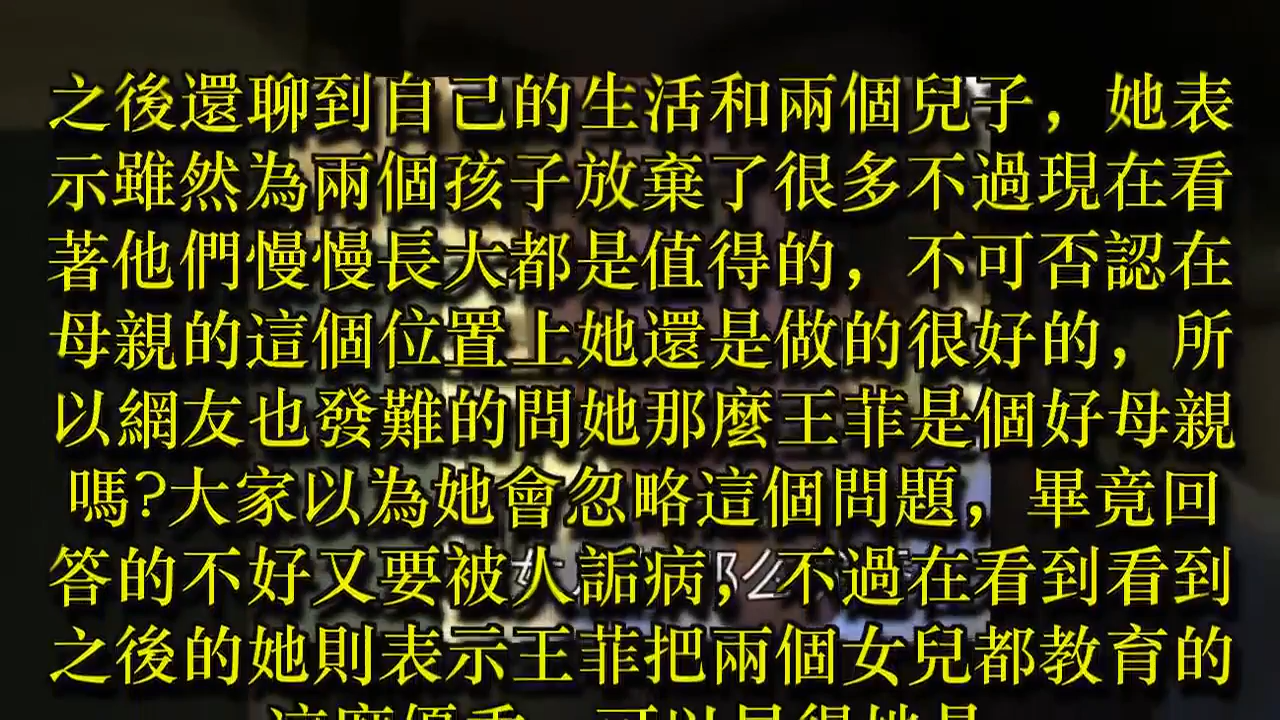 之後還聊到自己的生活和兩個兒子，她表
示雖然為兩個孩子放棄了很多不過現在看
著他們慢慢長大都是值得的，不可否認在
母親的這個位置上她還是做的很好的，所
以網友也發難的問她那麼王菲是個好母親
嗎?大家以為她會忽略這個問題，畢竟回
答的不好又要被人詬病，不過在看到看到
之後的她則表示王菲把兩個女兒都教育的